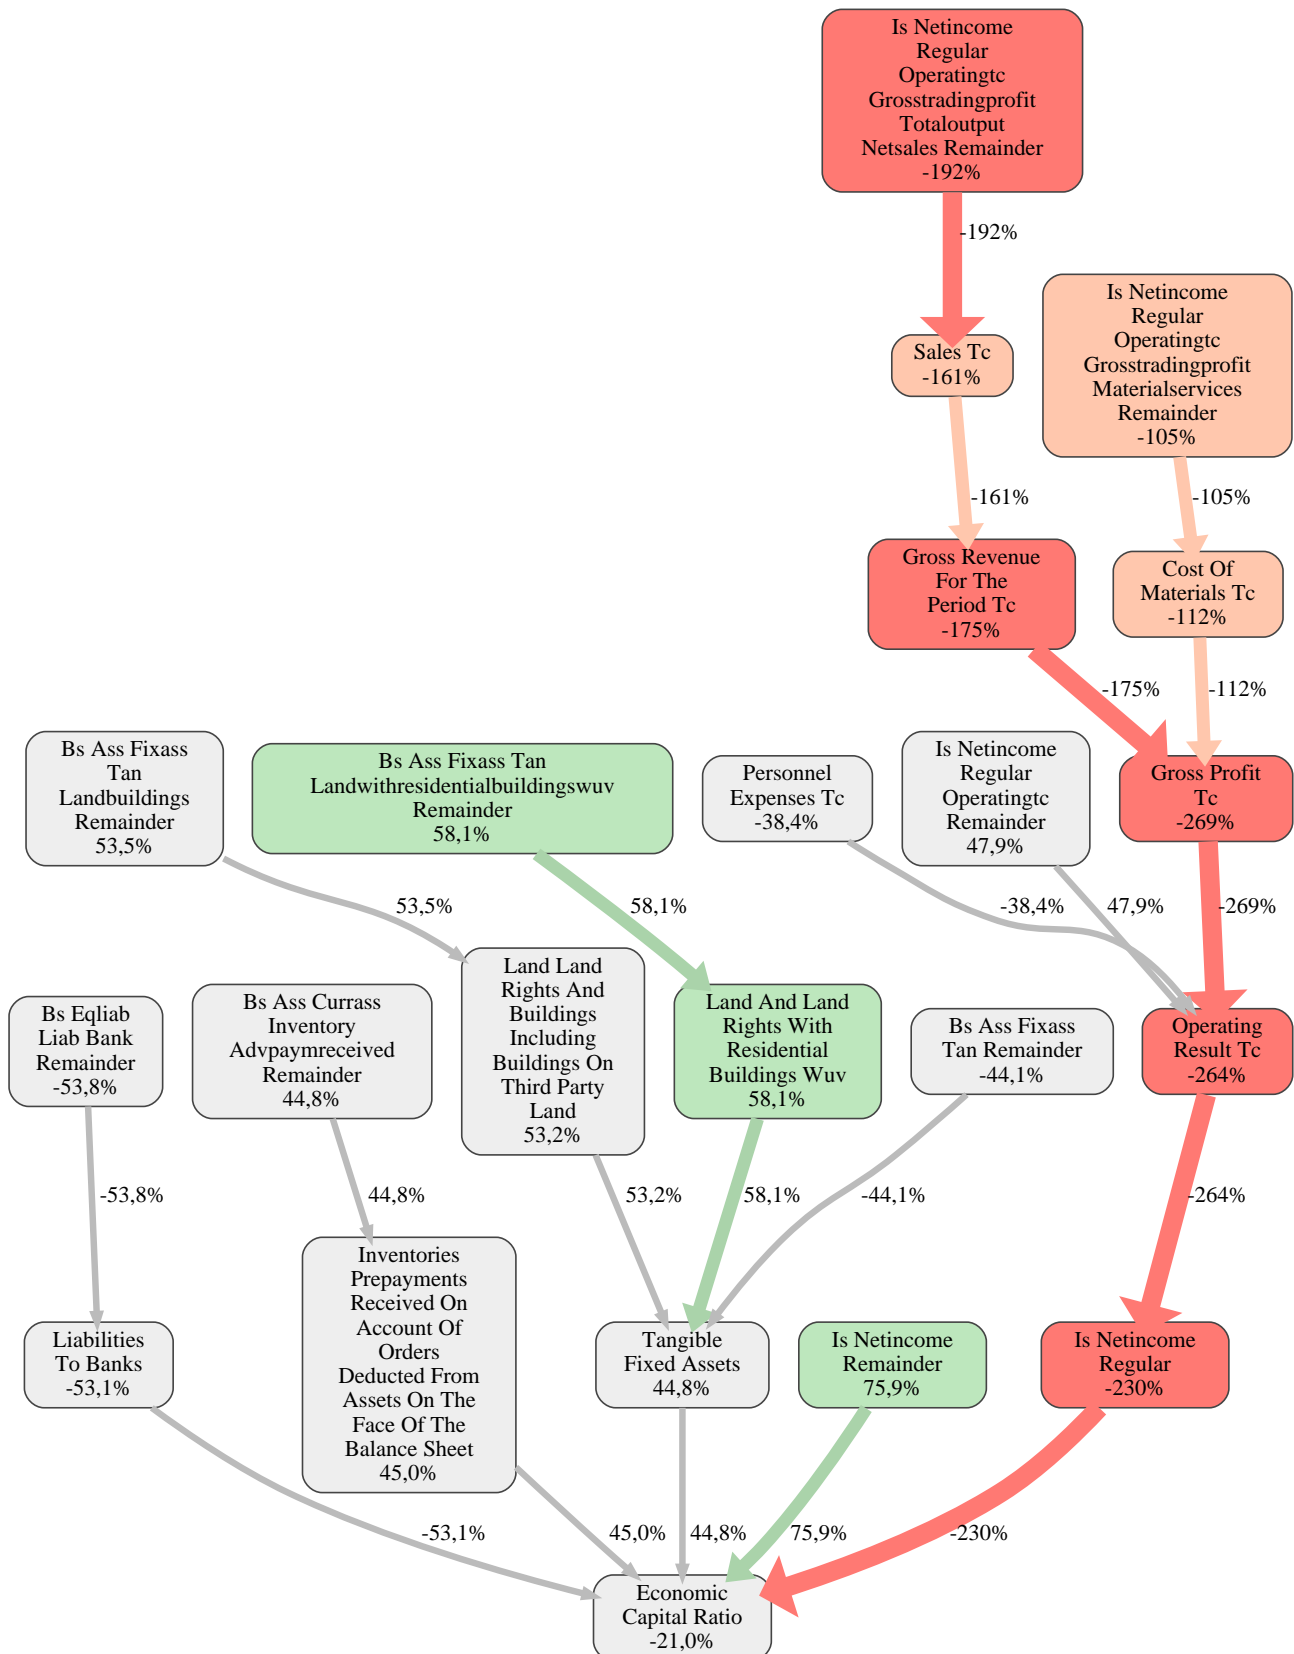 Is Netincome
Regular
Operatingtc
Grosstradingprofit
Totaloutput
Netsales Remainder
-192%
-192%
Is Netincome
Regular
Operatingtc
Grosstradingprofit
Materialservices
Remainder
-105%
Sales Tc
-161%
-161%
-105%
Gross Revenue
For The
Period Tc
-175%
Cost Of
Materials Tc
-112%
-175%
-112%
Bs Ass Fixass
Tan
Landbuildings
Remainder
53,5%
Bs Ass Fixass Tan
Landwithresidentialbuildingswuv
Remainder
58,1%
Personnel
Expenses Tc
-38,4%
Is Netincome
Regular
Operatingtc
Remainder
47,9%
Gross Profit
Tc
-269%
53,5%
58,1%
-38,4%
47,9%
-269%
Bs Eqliab
Liab Bank
Remainder
-53,8%
Bs Ass Currass
Inventory
Advpaymreceived
Remainder
44,8%
Land Land
Rights And
Buildings
Including
Buildings On
Third Party
Land
53,2%
Land And Land
Rights With
Residential
Buildings Wuv
58,1%
Bs Ass Fixass
Tan Remainder
-44,1%
Operating
Result Tc
-264%
-53,8%
44,8%
53,2%
58,1%
-44,1%
-264%
Liabilities
To Banks
-53,1%
Inventories
Prepayments
Received On
Account Of
Orders
Deducted From
Assets On The
Face Of The
Balance Sheet
45,0%
Tangible
Fixed Assets
44,8%
Is Netincome
Remainder
75,9%
Is Netincome
Regular
-230%
-53,1%
45,0%
44,8%
75,9%
-230%
Economic
Capital Ratio
-21,0%